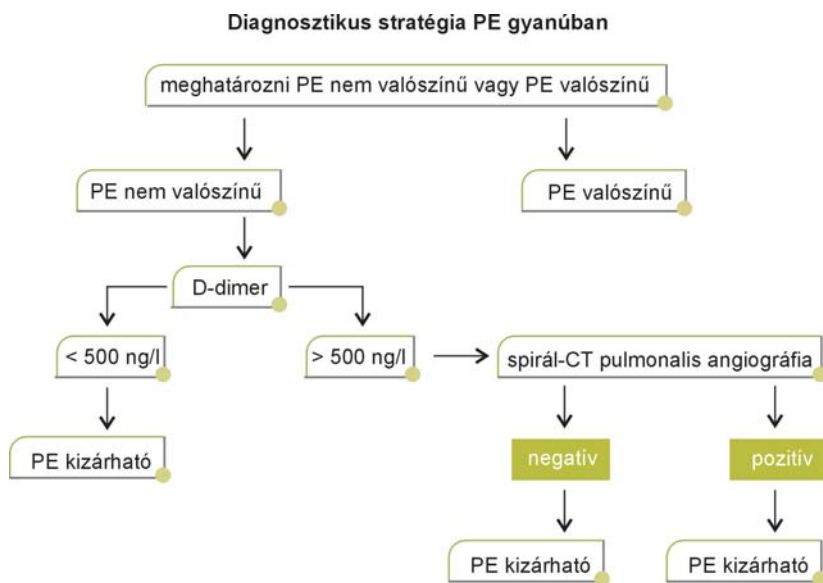 Diagnosztikus stratégia PE gyanúban
meghatározni PE nem valószínű vagy PE valószínű
PE nem valószínű
PE valószínű
D-dimer
< 500 ng/l
> 500 ng/l
spirál-CT pulmonalis angiográfia
PE kizárható
negatív
pozitív
PE kizárható
PE kizárható